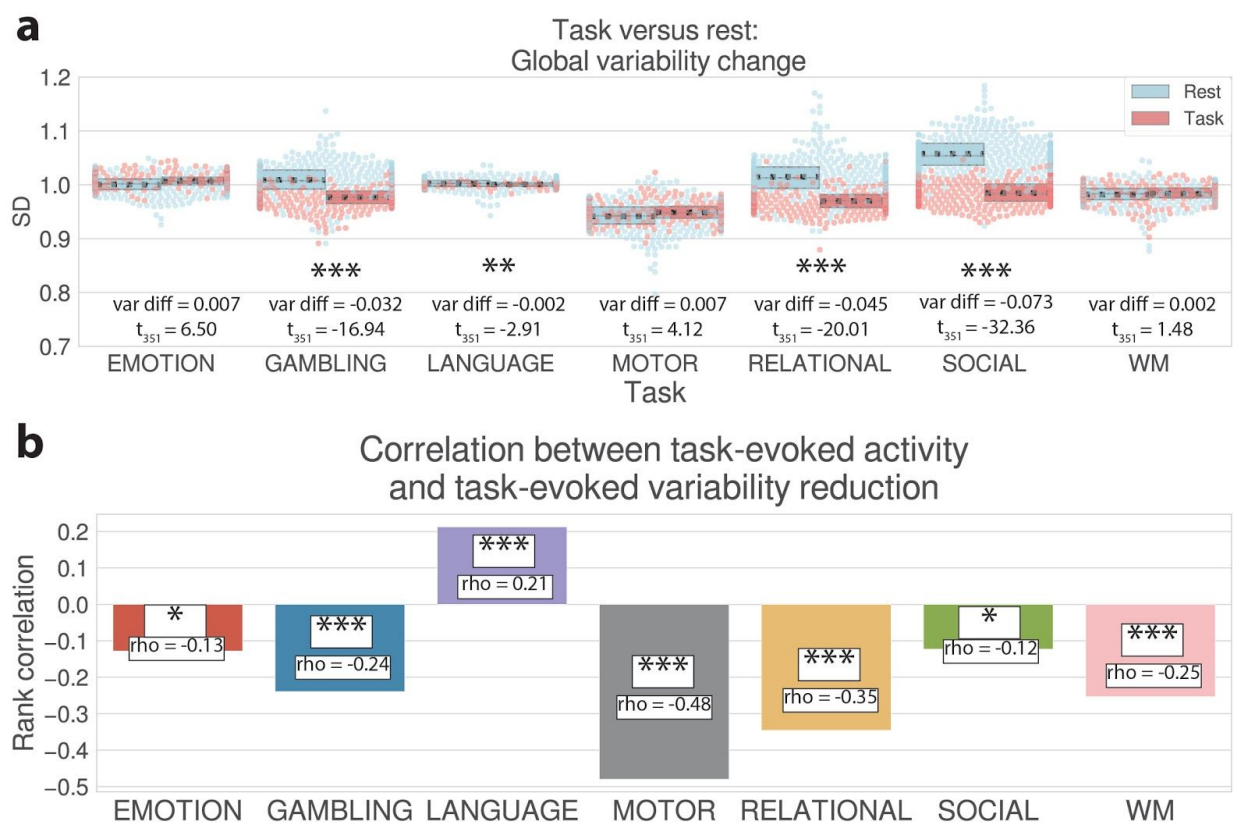 a
Task versus rest:
Global variability change
1.2
1.1
1.0
0.9
0.8
0.7
SD
Rest
Task
*** ** *** ***
var diff = 0.007 var diff = -0.032 var diff = -0.002 var diff = 0.007 var diff = -0.045 var diff = -0.073 var diff = 0.002
t351 = 6.50 t351 = -16.94 t351 = -2.91 t351 = 4.12 t351 = -20.01 t351 = -32.36 t351 = 1.48
EMOTION GAMBLING LANGUAGE MOTOR RELATIONAL SOCIAL WM
Task
b
Correlation between task-evoked activity
and task-evoked variability reduction
0.2
0.1
0.0
−0.1
−0.2
−0.3
−0.4
−0.5
Rank correlation
*
rho = -0.13
***
rho = -0.24
***
rho = 0.21
***
rho = -0.48
***
rho = -0.35
*
rho = -0.12
***
rho = -0.25
EMOTION GAMBLING LANGUAGE MOTOR RELATIONAL SOCIAL WM